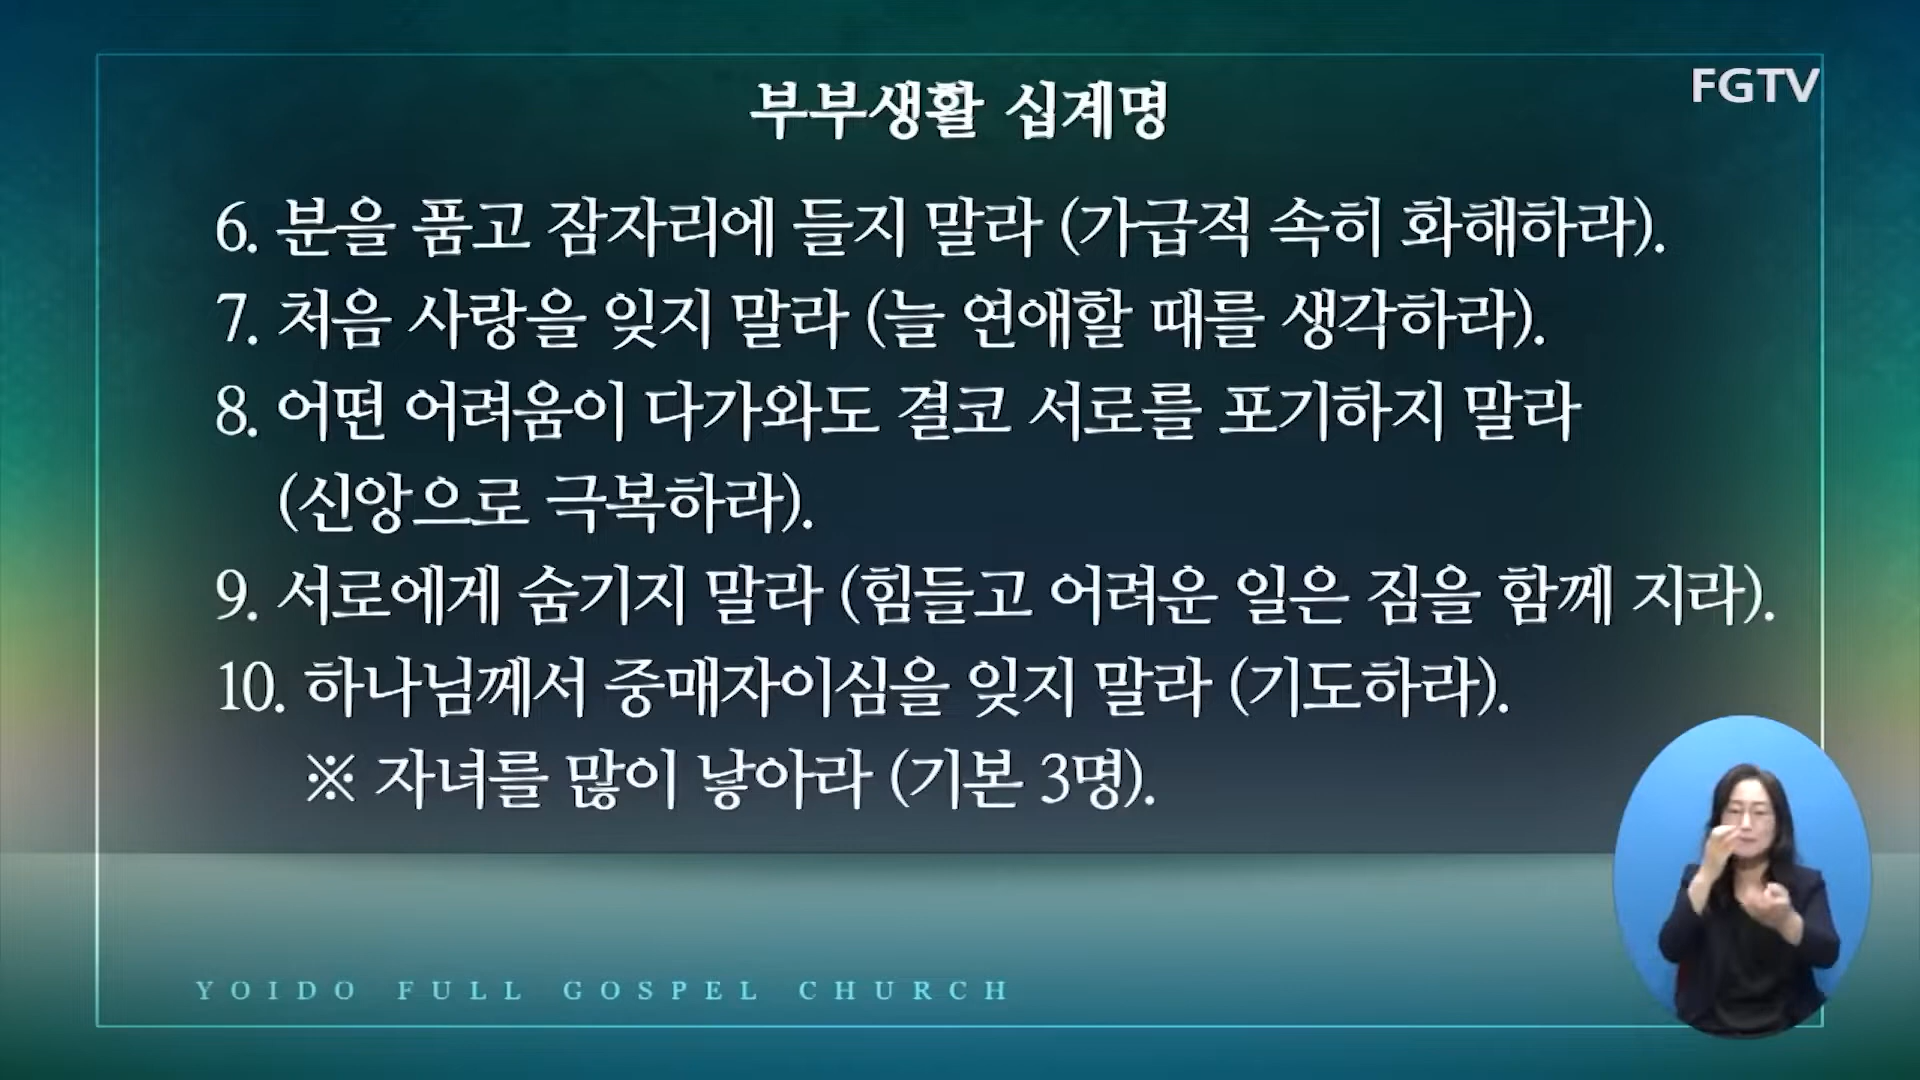 FGTV
부부생활 십계명
6. 분을 품고 잠자리에 들지 말라 (가급적 속히 화해하라).
7. 처음 사랑을 잊지 말라 (늘 연애할 때를 생각하라).
8. 어떤 어려움이 다가와도 결코 서로를 포기하지 말라
(신앙으로 극복하라).
9. 서로에게 숨기지 말라 (힘들고 어려운 일은 짐을 함께 지라).
10. 하나님께서 중매자이심을 잊지 말라 (기도하라).
※ 자녀를 많이 낳아라 (기본 3명).
YOIDO FULL GOSPEL CHURCH